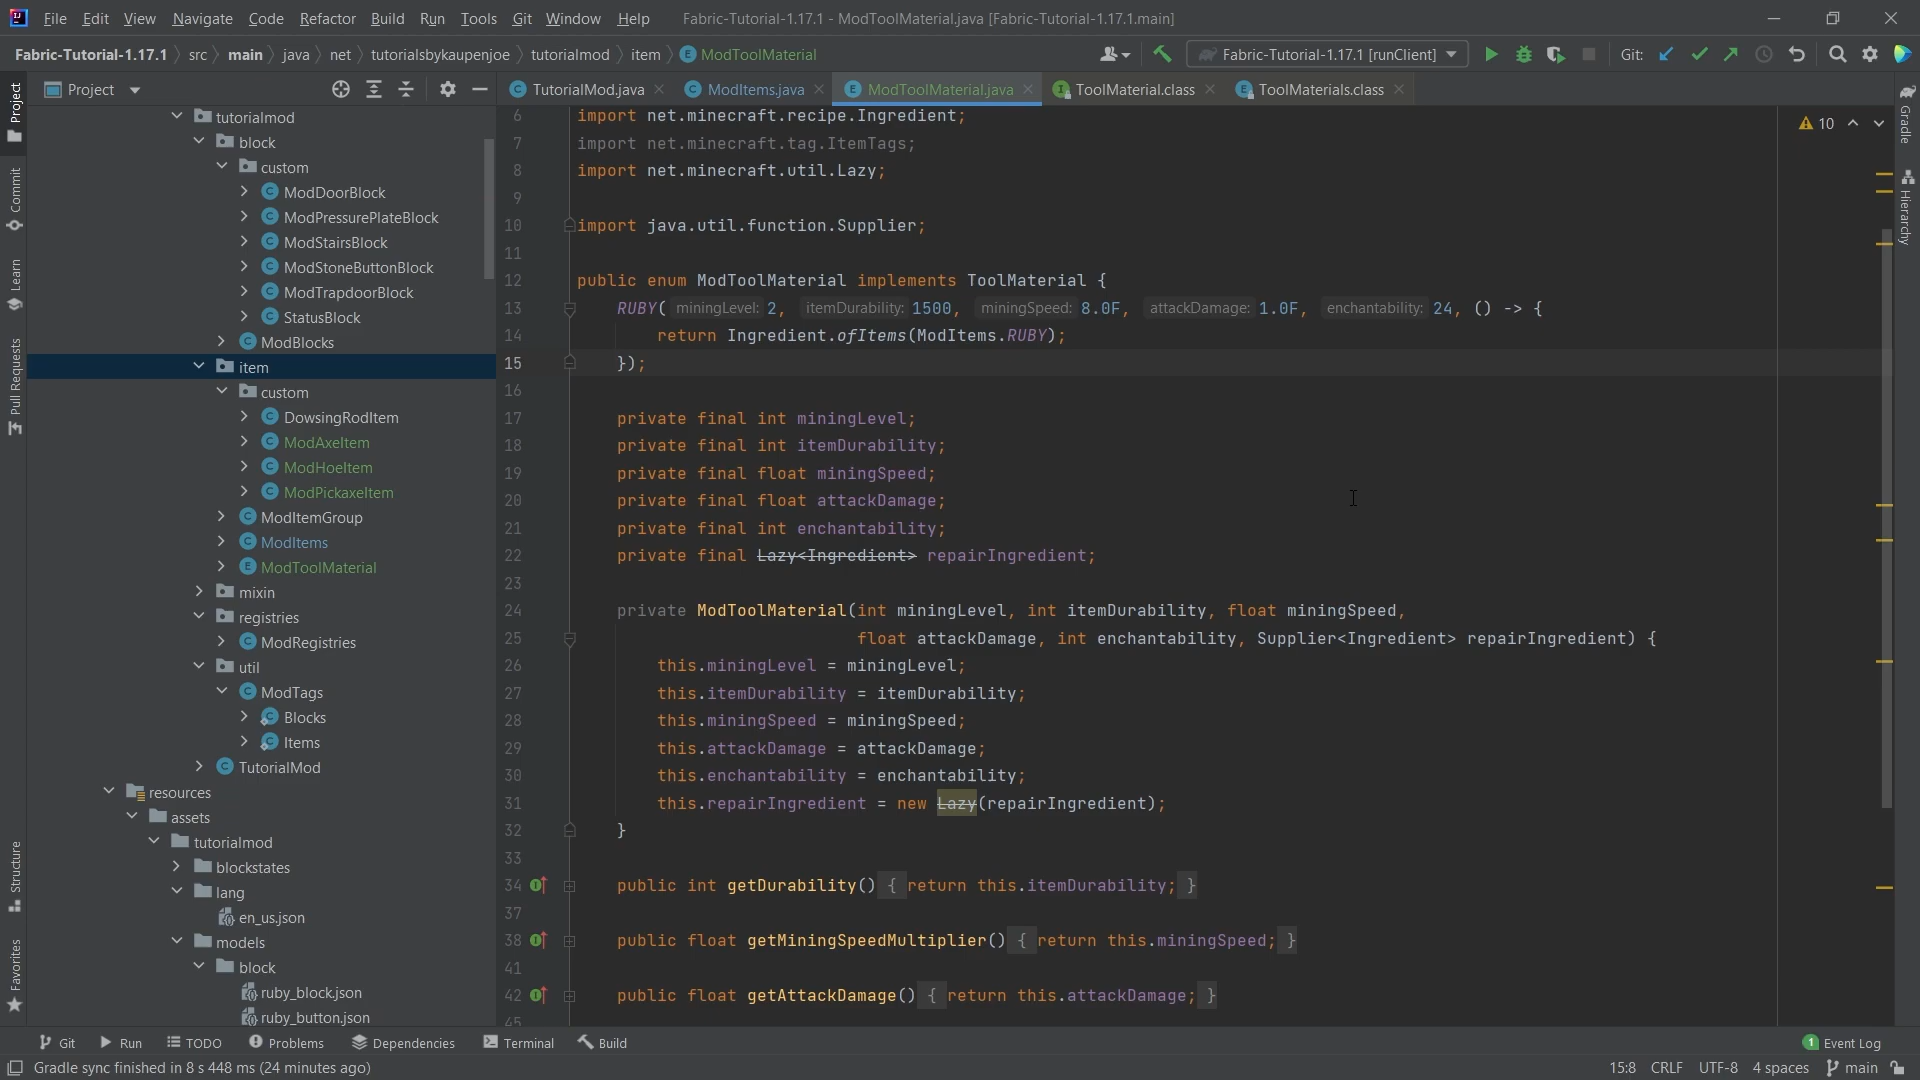 File Edit View Navigate Code Refactor Build Run Tools Git Window Help Fabric-Tutorial-1.17.1 - ModToolMaterial.java [Fabric-Tutorial-1.17.1.main]
Fabric-Tutorial-1.17.1 src main java net tutorialsbykaupenjoe tutorialmod item ModToolMaterial Fabric-Tutorial-1.17.1 [runClient] Git:
Project TutorialMod.java ModItems.java ModToolMaterial.java ToolMaterial.class ToolMaterials.class
Project
Commit
Learn
Pull Requests
Structure
Favorites
tutorialmod
block
custom
ModDoorBlock
ModPressurePlateBlock
ModStairsBlock
ModStoneButtonBlock
ModTrapdoorBlock
StatusBlock
ModBlocks
item
custom
DowsingRodItem
ModAxeItem
ModHoeItem
ModPickaxeItem
ModItemGroup
ModItems
ModToolMaterial
mixin
registries
ModRegistries
util
ModTags
Blocks
Items
TutorialMod
resources
assets
tutorialmod
blockstates
lang
en_us.json
models
block
ruby_block.json
ruby_button.json
6 import net.minecraft.recipe.Ingredient;
7 import net.minecraft.tag.ItemTags;
8 import net.minecraft.util.Lazy;
9
10 import java.util.function.Supplier;
11
12 public enum ModToolMaterial implements ToolMaterial {
13 RUBY( miningLevel: 2, itemDurability: 1500, miningSpeed: 8.0F, attackDamage: 1.0F, enchantability: 24, () -> {
14 return Ingredient.ofItems(ModItems.RUBY);
15 });
16
17 private final int miningLevel;
18 private final int itemDurability;
19 private final float miningSpeed;
20 private final float attackDamage;
21 private final int enchantability;
22 private final Lazy<Ingredient> repairIngredient;
23
24 private ModToolMaterial(int miningLevel, int itemDurability, float miningSpeed,
25 float attackDamage, int enchantability, Supplier<Ingredient> repairIngredient) {
26 this.miningLevel = miningLevel;
27 this.itemDurability = itemDurability;
28 this.miningSpeed = miningSpeed;
29 this.attackDamage = attackDamage;
30 this.enchantability = enchantability;
31 this.repairIngredient = new Lazy(repairIngredient);
32 }
33
34 public int getDurability() { return this.itemDurability; }
37
38 public float getMiningSpeedMultiplier() { return this.miningSpeed; }
41
42 public float getAttackDamage() { return this.attackDamage; }
45
10
Gradle
Hierarchy
Git Run TODO Problems Dependencies Terminal Build 1 Event Log
Gradle sync finished in 8 s 448 ms (24 minutes ago) 15:8 CRLF UTF-8 4 spaces main